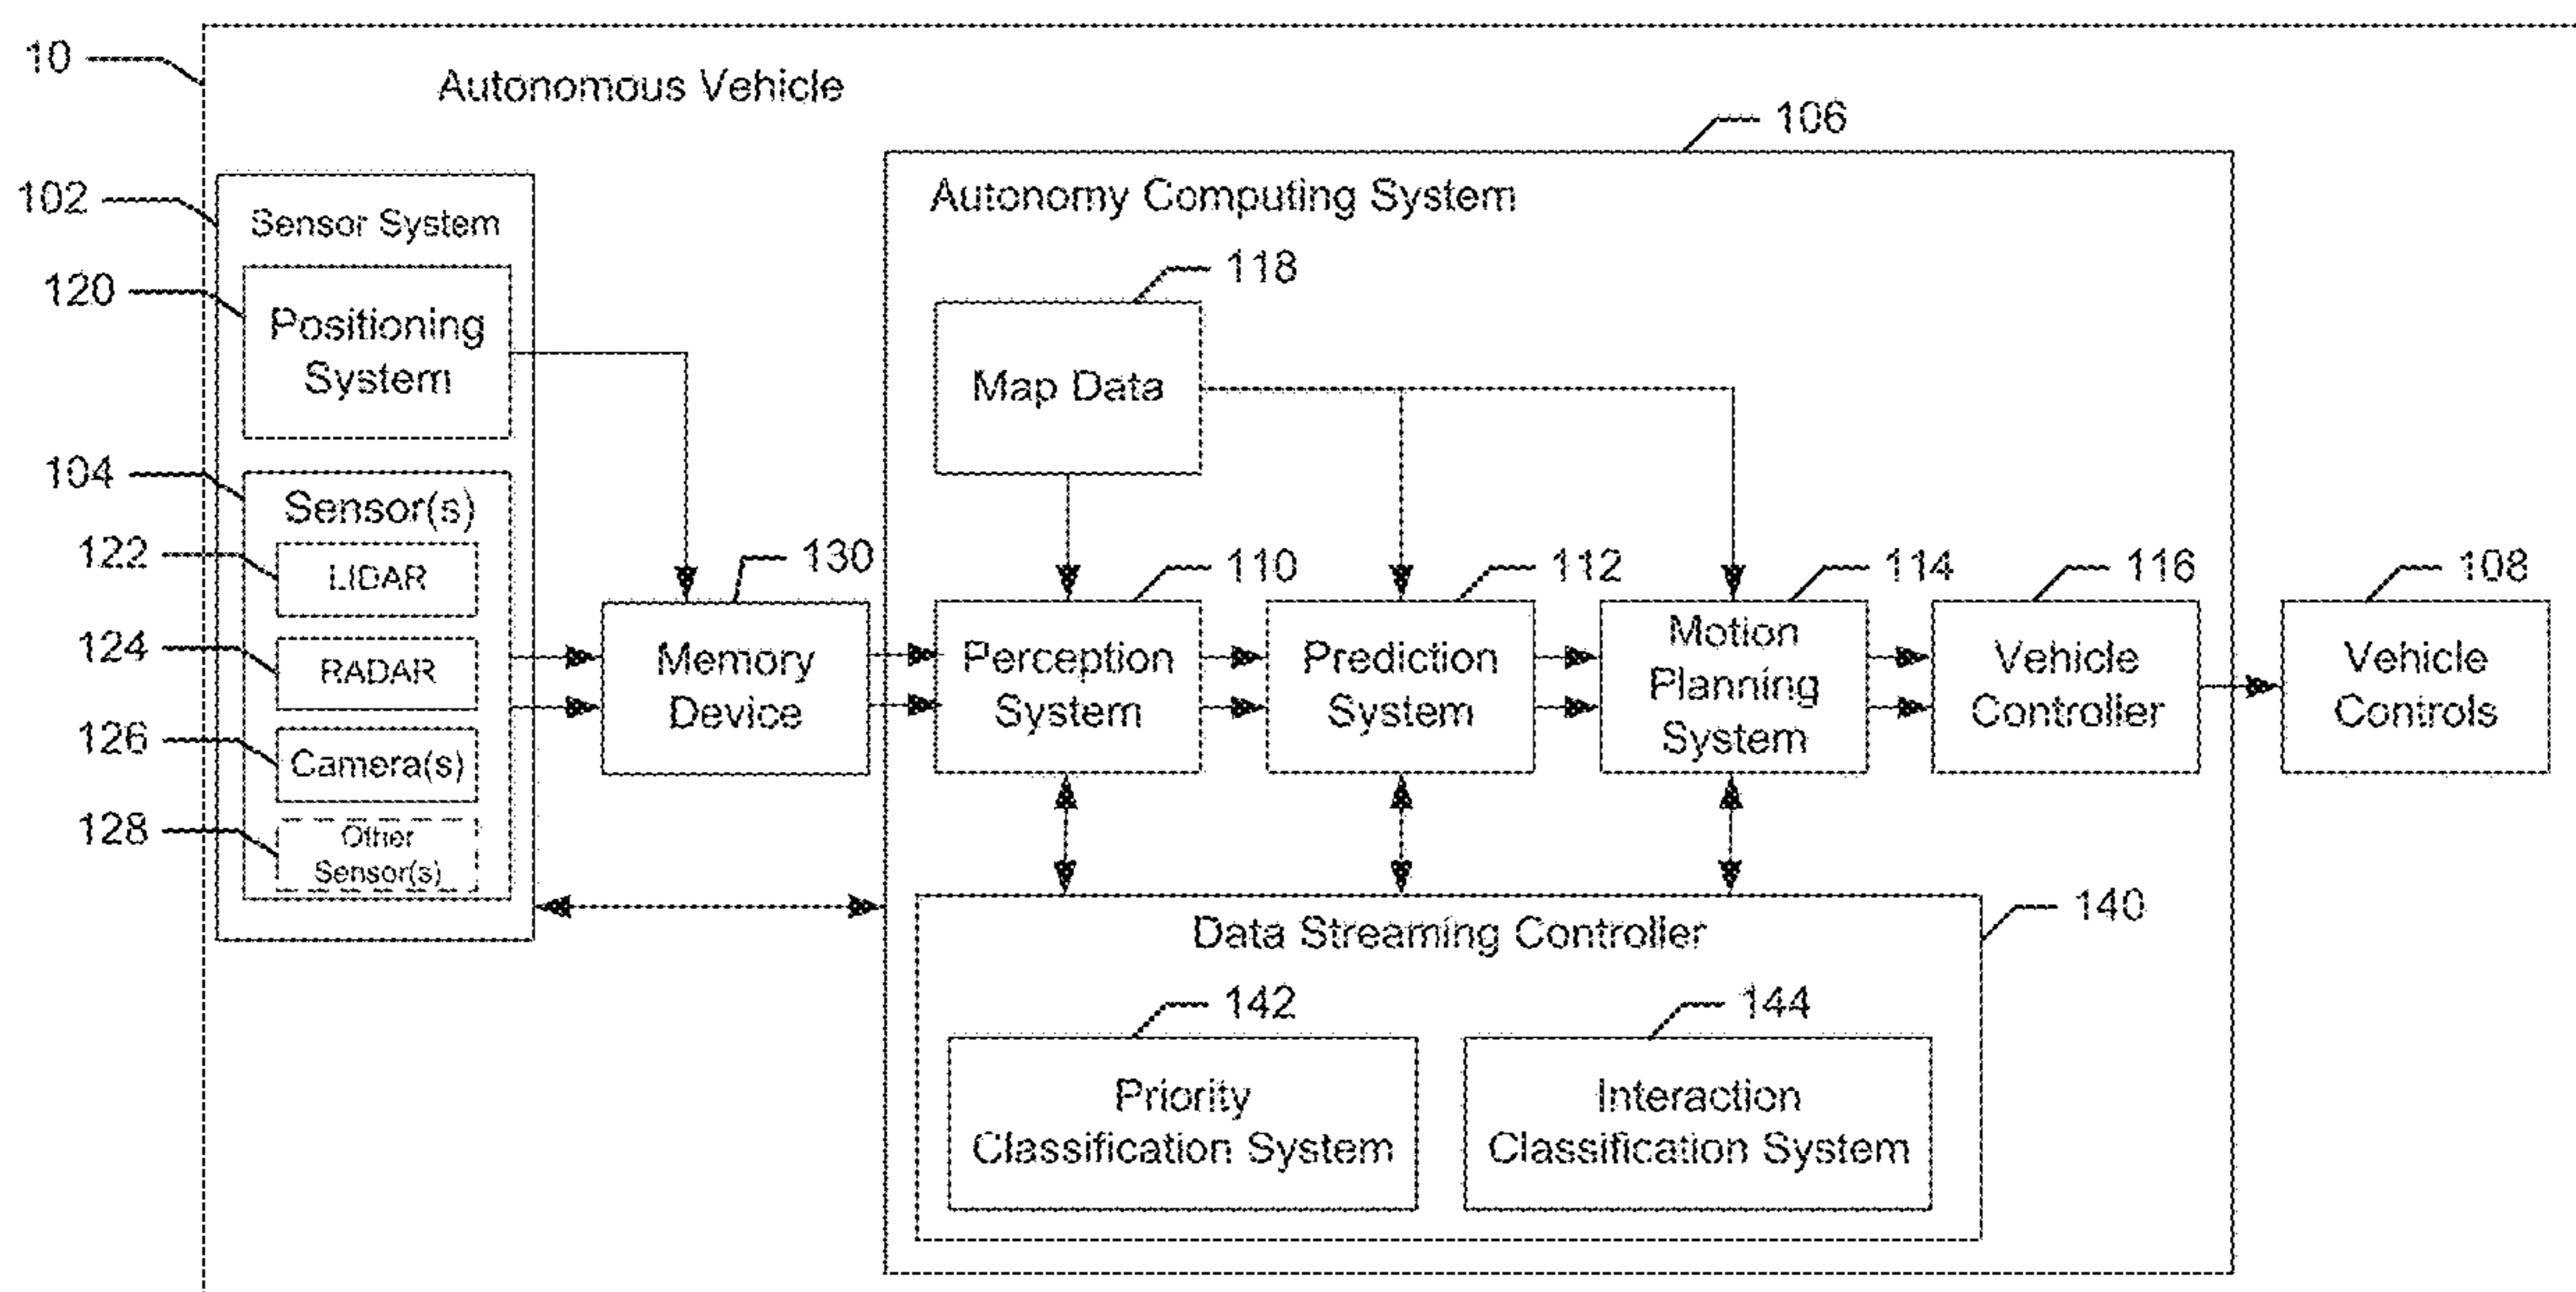 10
Autonomous Vehicle
106
102
Sensor System
Autonomy Computing System
120
Positioning
System
118
Map Data
104
Sensor(s)
122
LIDAR
124
RADAR
126
Camera(s)
128
Other
Sensor(s)
130
Memory
Device
110
Perception
System
112
Prediction
System
114
Motion
Planning
System
116
Vehicle
Controller
108
Vehicle
Controls
140
Data Streaming Controller
142
Priority
Classification System
144
Interaction
Classification System